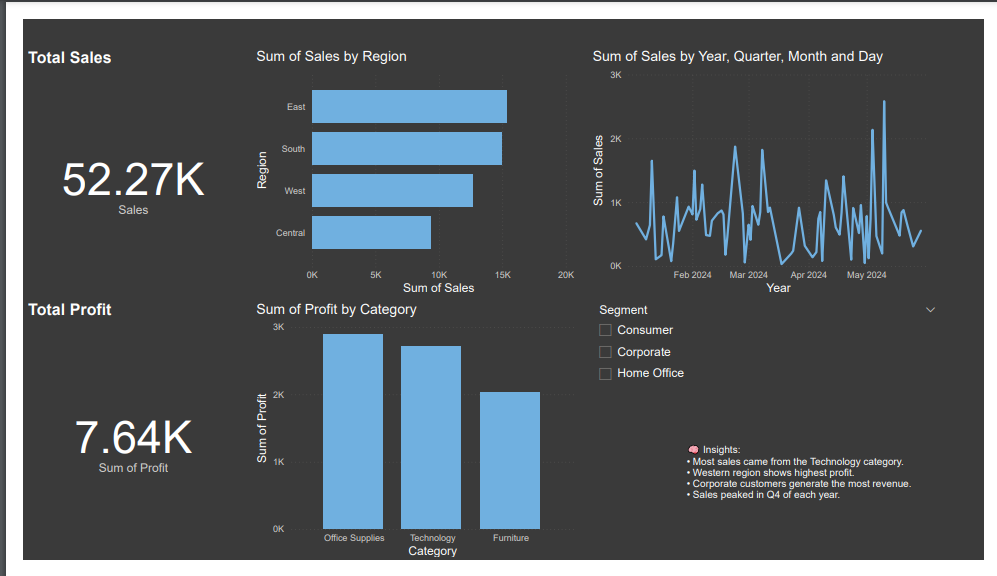 Total Sales
52.27K
Sales
Sum of Sales by Region
Region
East
South
West
Central
0K 5K 10K 15K 20K
Sum of Sales
Sum of Sales by Year, Quarter, Month and Day
Sum of Sales
3K
2K
1K
0K
Feb 2024 Mar 2024 Apr 2024 May 2024
Year
Total Profit
7.64K
Sum of Profit
Sum of Profit by Category
Sum of Profit
3K
2K
1K
0K
Office Supplies Technology Furniture
Category
Segment
Consumer
Corporate
Home Office
🧠 Insights:
• Most sales came from the Technology category.
• Western region shows highest profit.
• Corporate customers generate the most revenue.
• Sales peaked in Q4 of each year.